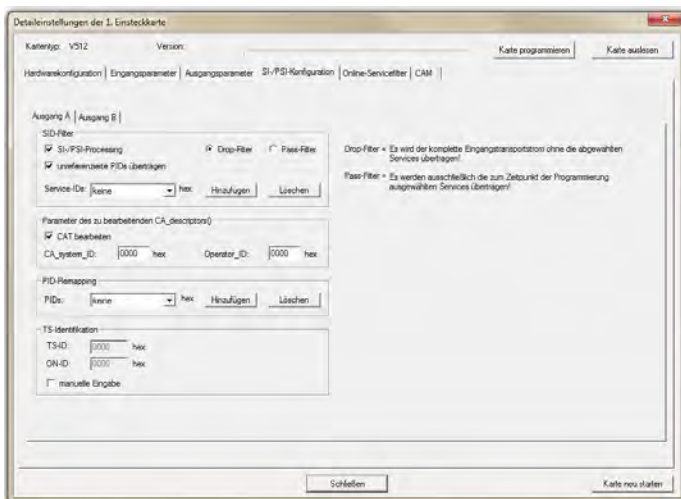 Detaileinstellungen der 1. Einsteckkarte
Kartentyp: V512 Version:
Karte programmieren Karte auslesen
Hardwarekonfiguration Eingangsparameter Ausgangsparameter SI-/PSI-Konfiguration Online-Servicefilter CAM
Ausgang A Ausgang B
SID-Filter
SI-/PSI-Processing Drop-Filter Pass-Filter
unreferenzierte PIDs übertragen
Service-IDs: keine hex Hinzufügen Löschen
Drop-Filter = Es wird der komplette Eingangstransportstrom ohne die abgewählten
Services übertragen!
Pass-Filter = Es werden ausschließlich die zum Zeitpunkt der Programmierung
ausgewählten Services übertragen!
Parameter des zu bearbeitenden CA_descriptors()
CAT bearbeiten
CA_system_ID: 0000 hex Operator_ID: 0000 hex
PID-Remapping
PIDs: keine hex Hinzufügen Löschen
TS-Identifikation
TS-ID: 0000 hex
ON-ID: 0000 hex
manuelle Eingabe
Schließen Karte neu starten